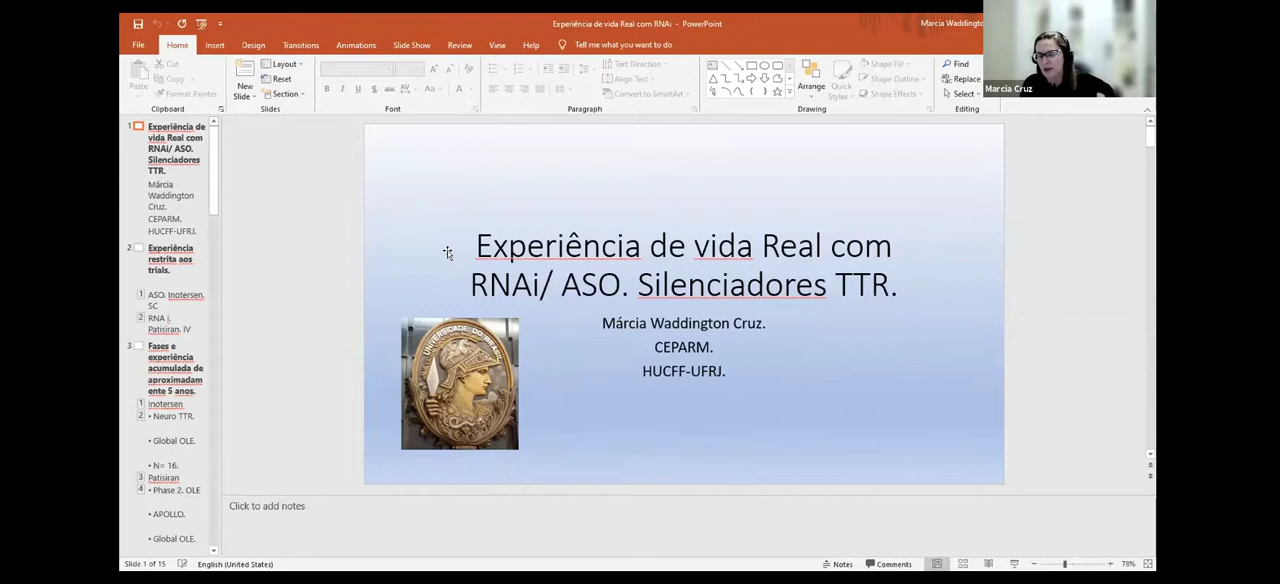 Experiência de vida Real com RNAi - PowerPoint
Marcia Waddington
File Home Insert Design Transitions Animations Slide Show Review View Help Tell me what you want to do
Marcia Cruz
Paste
Cut
Copy
Format Painter
Clipboard
New
Slide
Layout
Reset
Section
Slides
Font
Text Direction
Align Text
Convert to SmartArt
Paragraph
Arrange
Quick
Styles
Shape Fill
Shape Outline
Shape Effects
Drawing
Find
Replace
Select
Editing
1 Experiência de
vida Real com
RNAi/ ASO.
Silenciadores
TTR.
Márcia
Waddington
Cruz.
CEPARM.
HUCFF-UFRJ.
2 Experiência
restrita aos
trials.
1 ASO. Inotersen.
SC
2 RNA i.
Patisiran. IV
3 Fases e
experiência
acumulada de
aproximadam
ente 5 anos.
1 Inotersen
2 • Neuro TTR.
• Global OLE.
• N= 16.
3 Patisiran
4 • Phase 2. OLE
• APOLLO.
• Global OLE.
Experiência de vida Real com
RNAi/ ASO. Silenciadores TTR.
Márcia Waddington Cruz.
CEPARM.
HUCFF-UFRJ.
UNIVERSIDADE DO BRASIL
Click to add notes
Slide 1 of 15 English (United States) Notes Comments 78%